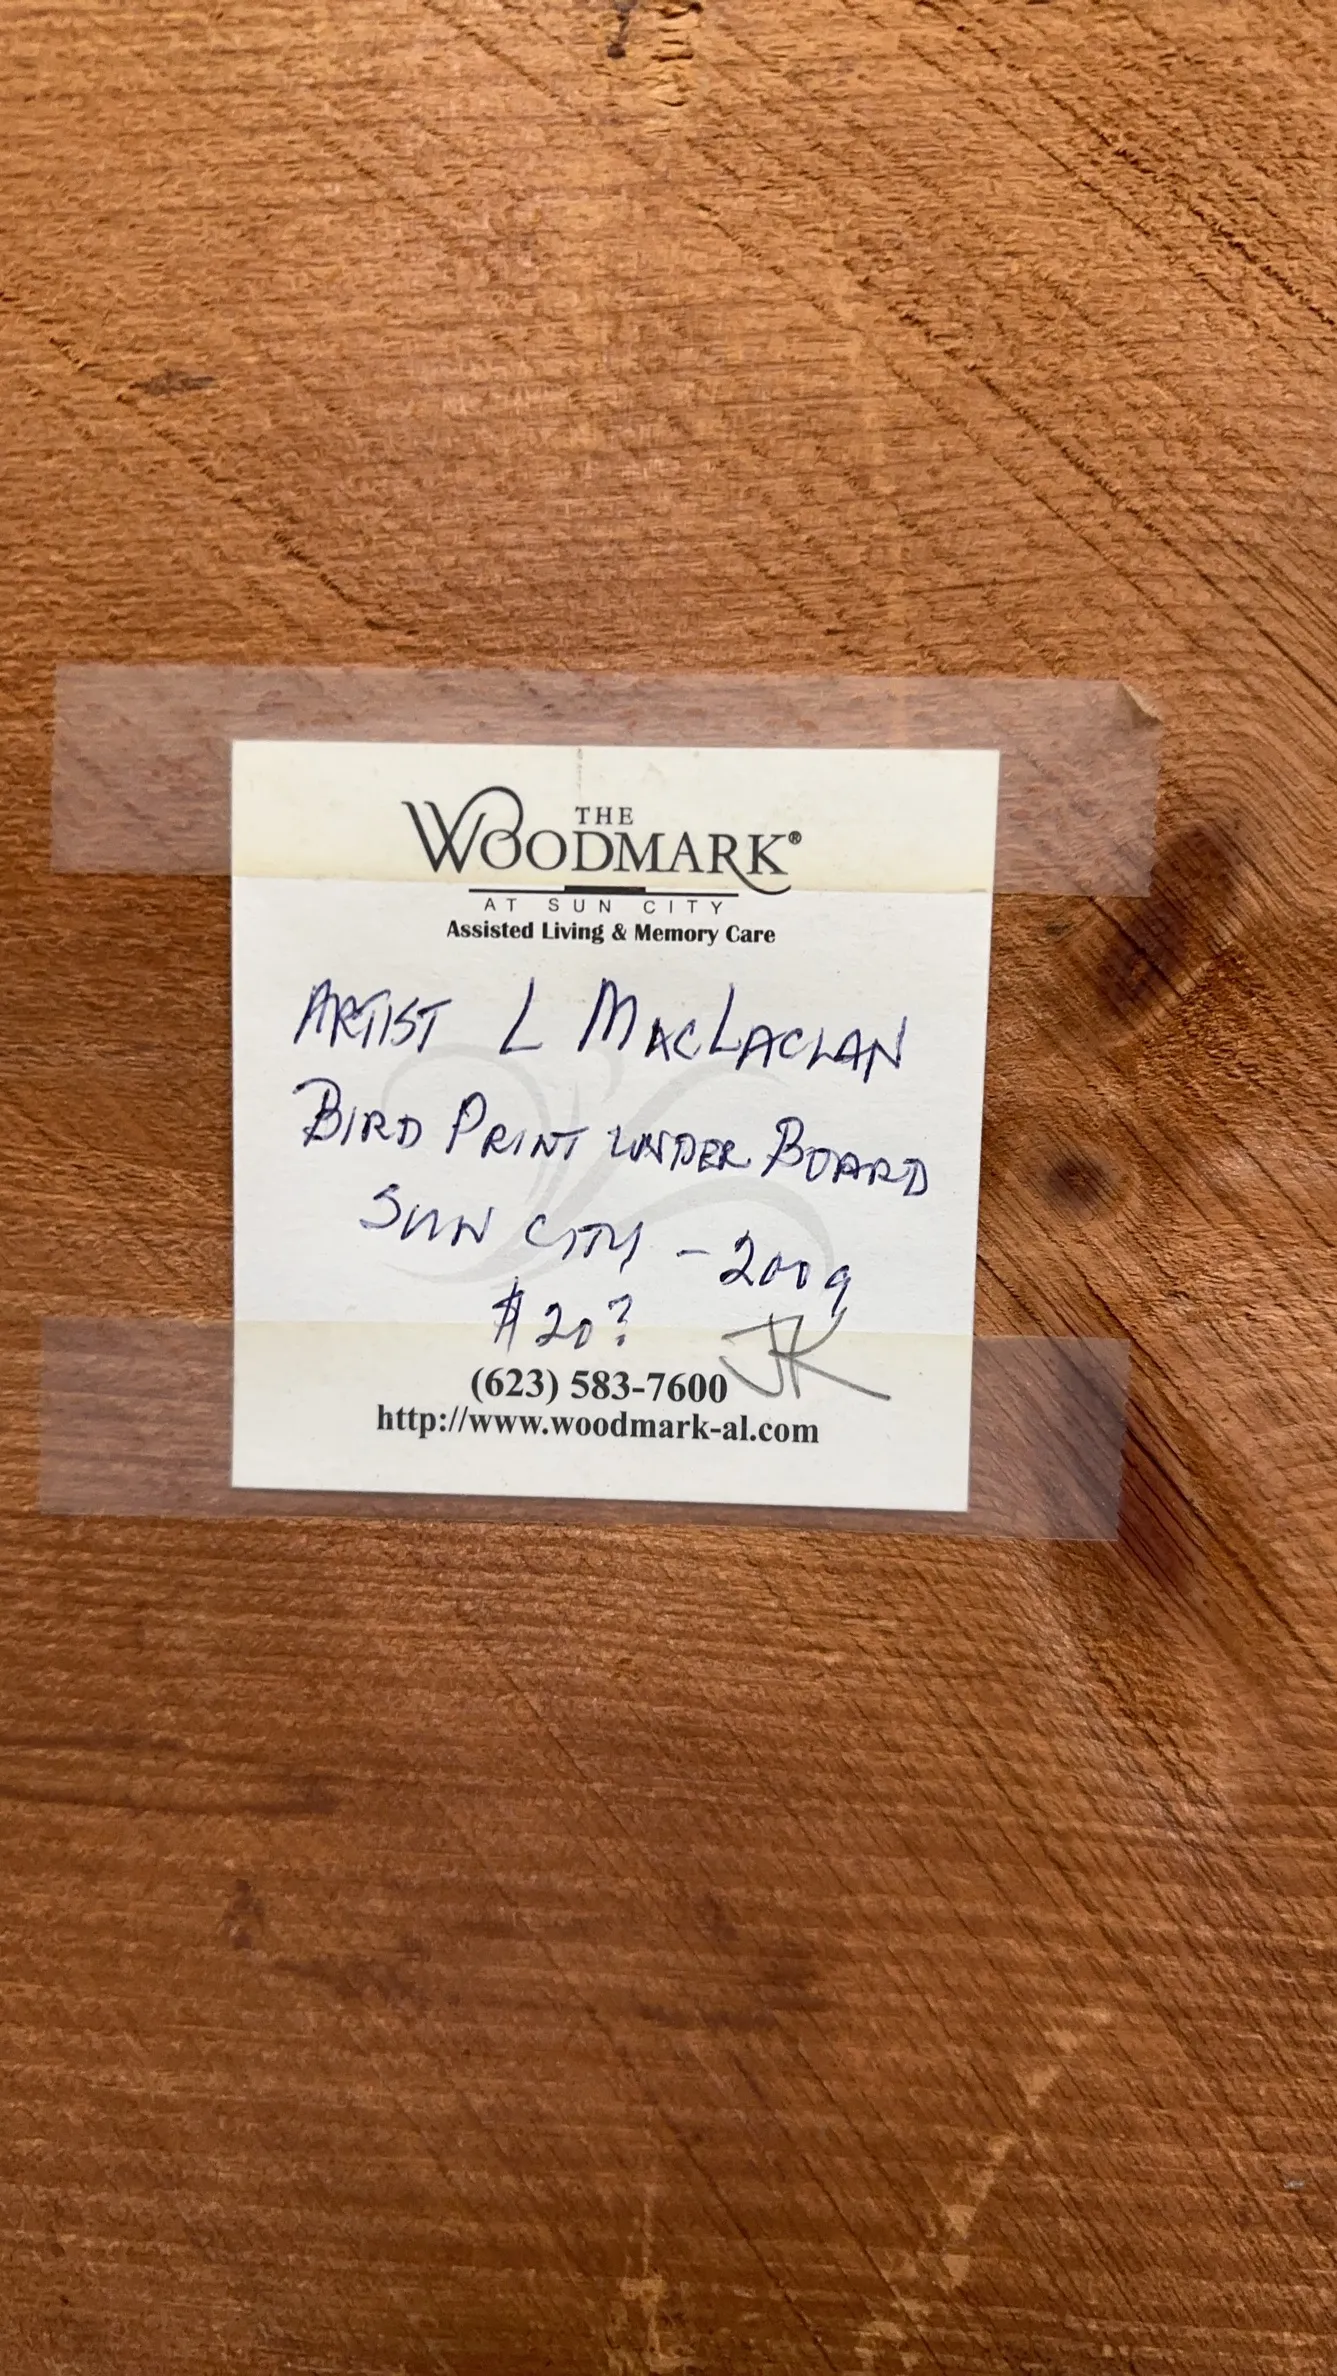 THE
WOODMARK®
AT SUN CITY
Assisted Living & Memory Care
ARTIST L MACLACLAN
BIRD PRINT UNDER BOARD
SUN CITY - 2009
$20? JK
(623) 583-7600
http://www.woodmark-al.com